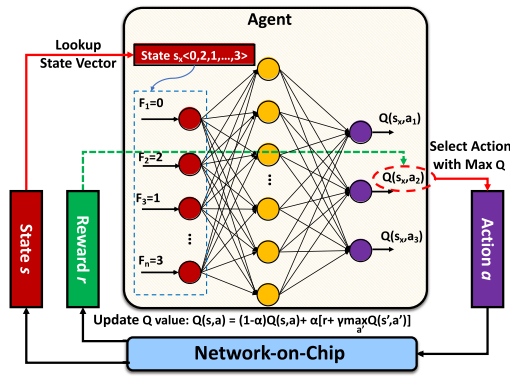 Agent
Lookup
State Vector
State sₓ<0,2,1,...,3>
F₁=0
F₂=2
F₃=1
...
Fₙ=3
...
Q(sₓ,a₁)
Q(sₓ,a₂)
Q(sₓ,a₃)
Select Action
with Max Q
State s
Reward r
Action a
Update Q value: Q(s,a) = (1-α)Q(s,a)+ α[r+ γmaxQ(s',a')]
a'
Network-on-Chip